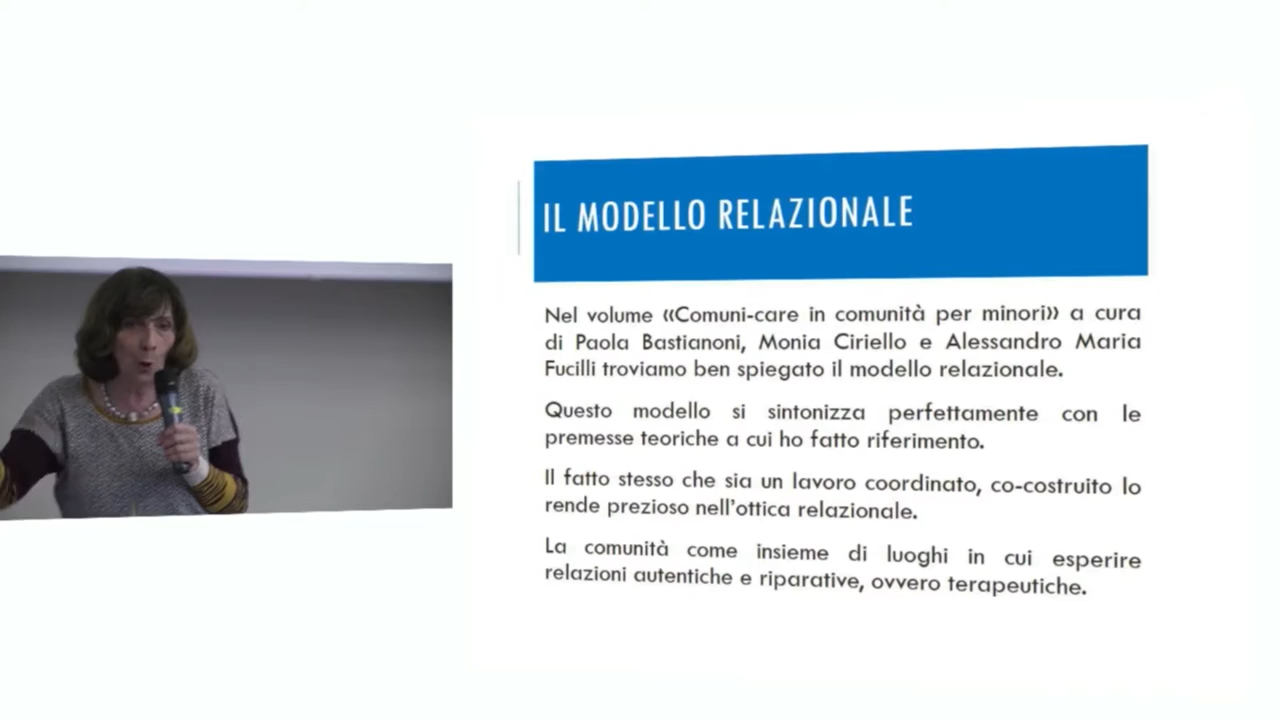 IL MODELLO RELAZIONALE
Nel volume «Comuni-care in comunità per minori» a cura
di Paola Bastianoni, Monia Ciriello e Alessandro Maria
Fucilli troviamo ben spiegato il modello relazionale.
Questo modello si sintonizza perfettamente con le
premesse teoriche a cui ho fatto riferimento.
Il fatto stesso che sia un lavoro coordinato, co-costruito lo
rende prezioso nell'ottica relazionale.
La comunità come insieme di luoghi in cui esperire
relazioni autentiche e riparative, ovvero terapeutiche.